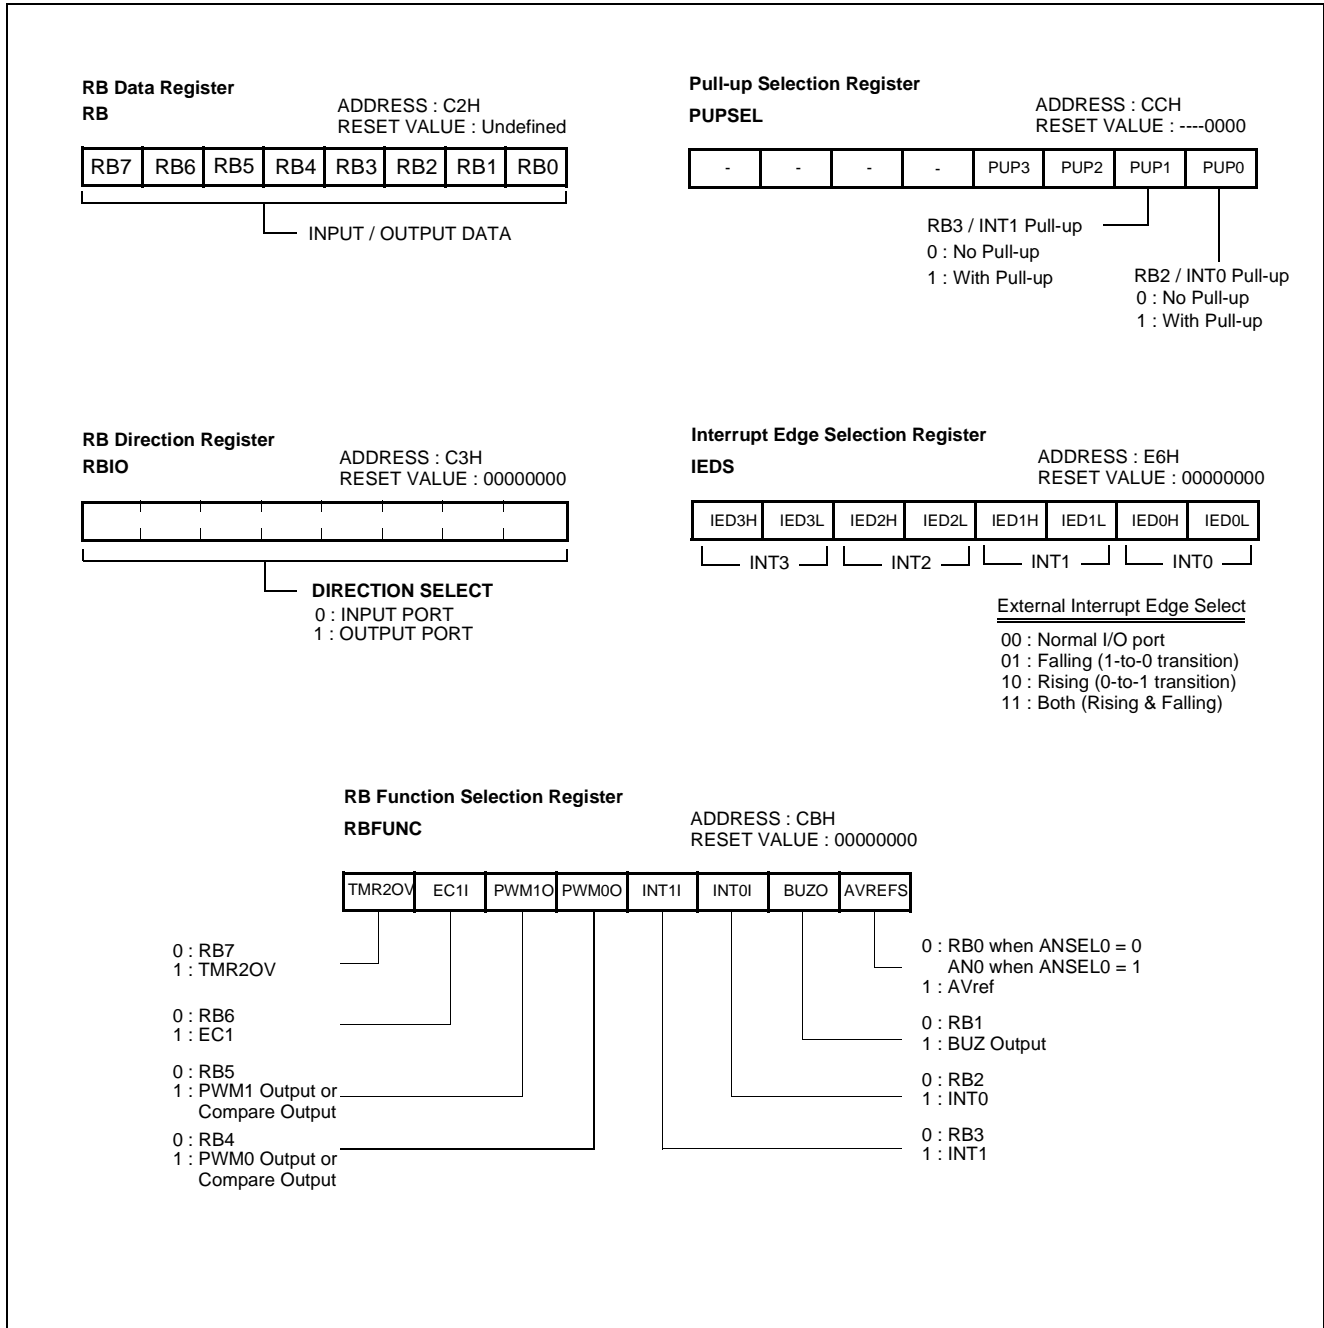 RB Data Register
RB
ADDRESS : C2H
RESET VALUE : Undefined
RB7 RB6 RB5 RB4 RB3 RB2 RB1 RB0
INPUT / OUTPUT DATA
Pull-up Selection Register
PUPSEL
ADDRESS : CCH
RESET VALUE : ----0000
- - - - PUP3 PUP2 PUP1 PUP0
RB3 / INT1 Pull-up
0 : No Pull-up
1 : With Pull-up
RB2 / INT0 Pull-up
0 : No Pull-up
1 : With Pull-up
RB Direction Register
RBIO
ADDRESS : C3H
RESET VALUE : 00000000
DIRECTION SELECT
0 : INPUT PORT
1 : OUTPUT PORT
Interrupt Edge Selection Register
IEDS
ADDRESS : E6H
RESET VALUE : 00000000
IED3H IED3L IED2H IED2L IED1H IED1L IED0H IED0L
INT3 INT2 INT1 INT0
External Interrupt Edge Select
00 : Normal I/O port
01 : Falling (1-to-0 transition)
10 : Rising (0-to-1 transition)
11 : Both (Rising & Falling)
RB Function Selection Register
RBFUNC
ADDRESS : CBH
RESET VALUE : 00000000
TMR2OV EC1I PWM1O PWM0O INT1I INT0I BUZO AVREFS
0 : RB7
1 : TMR2OV
0 : RB6
1 : EC1
0 : RB5
1 : PWM1 Output or
Compare Output
0 : RB4
1 : PWM0 Output or
Compare Output
0 : RB0 when ANSEL0 = 0
AN0 when ANSEL0 = 1
1 : AVref
0 : RB1
1 : BUZ Output
0 : RB2
1 : INT0
0 : RB3
1 : INT1